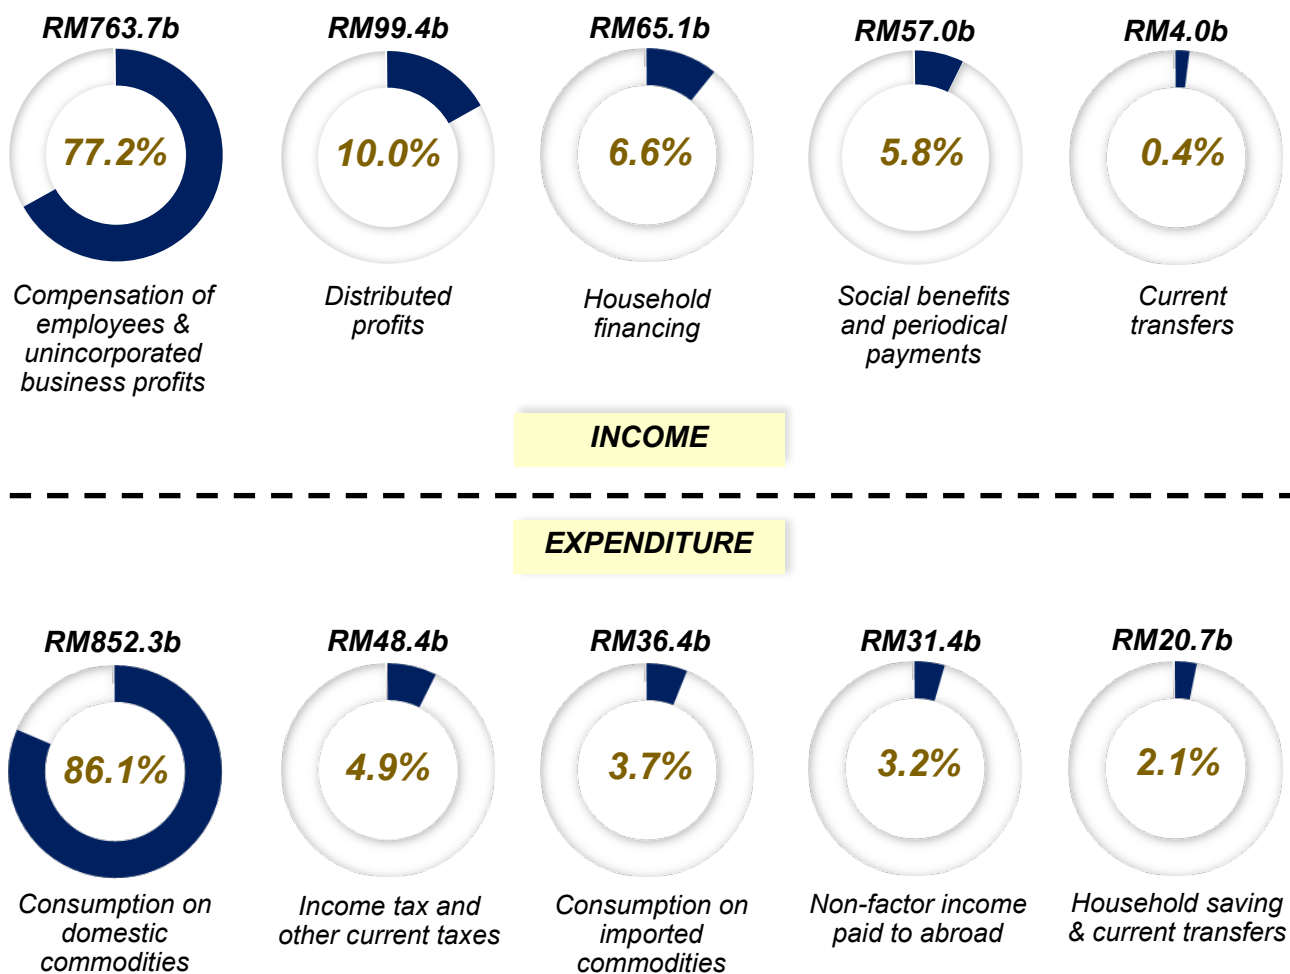 RM763.7b
77.2%
Compensation of
employees &
unincorporated
business profits
RM99.4b
10.0%
Distributed
profits
RM65.1b
6.6%
Household
financing
RM57.0b
5.8%
Social benefits
and periodical
payments
RM4.0b
0.4%
Current
transfers
INCOME
EXPENDITURE
RM852.3b
86.1%
Consumption on
domestic
commodities
RM48.4b
4.9%
Income tax and
other current taxes
RM36.4b
3.7%
Consumption on
imported
commodities
RM31.4b
3.2%
Non-factor income
paid to abroad
RM20.7b
2.1%
Household saving
& current transfers